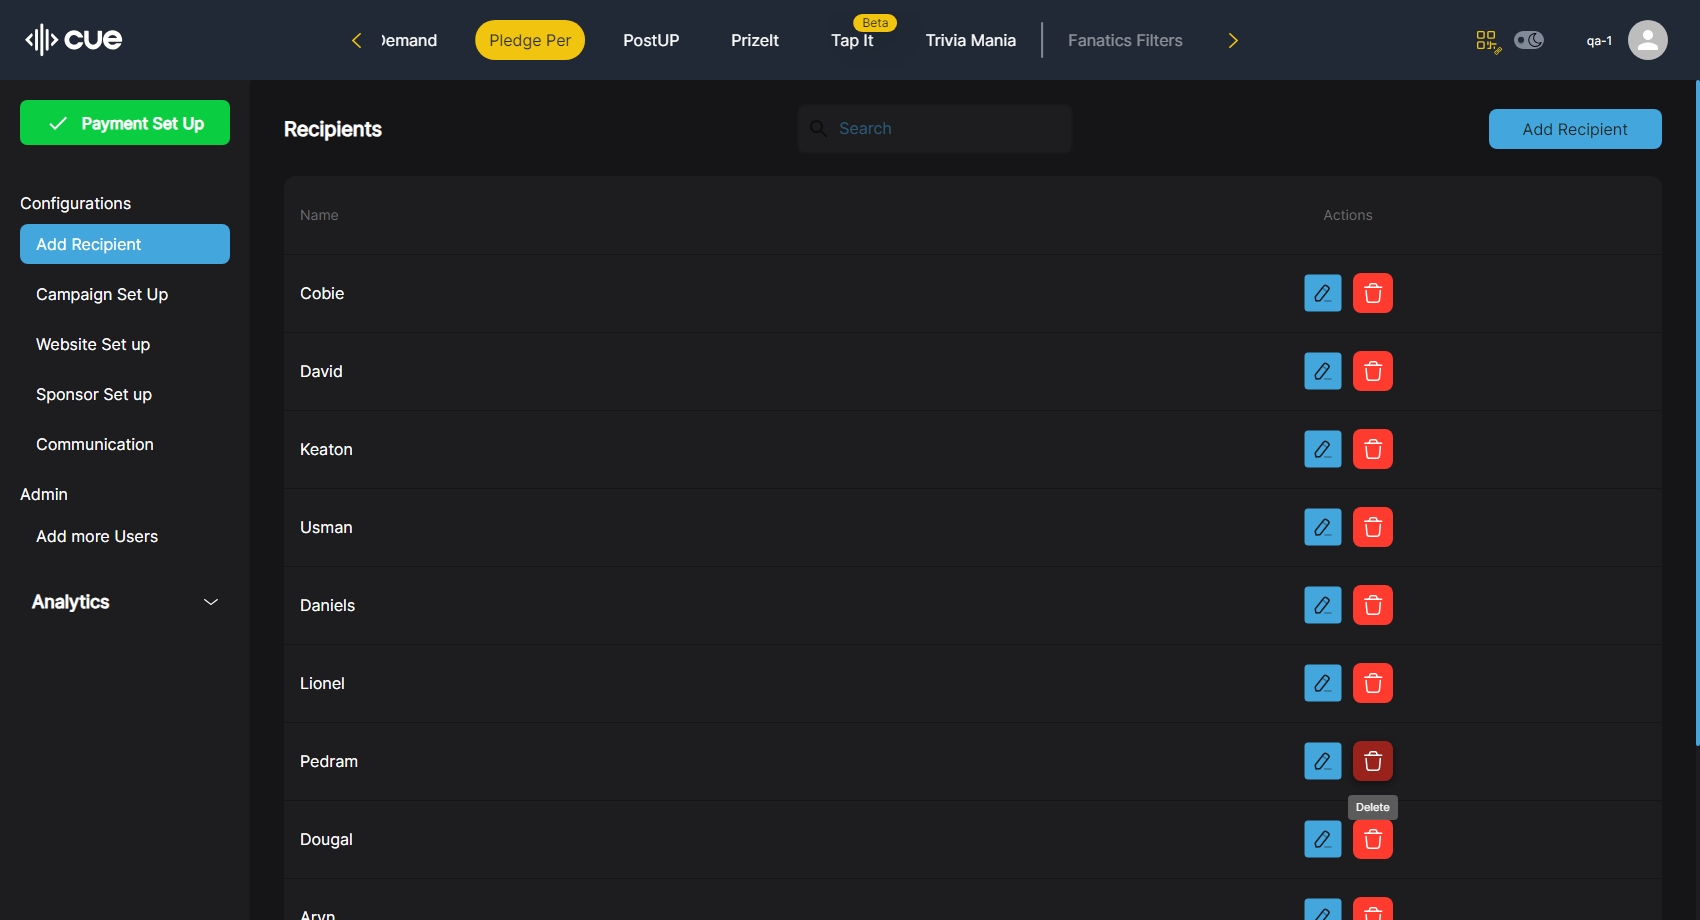 cue
Demand
Pledge Per
PostUP
PrizeIt
Beta
Tap It
Trivia Mania
Fanatics Filters
qa-1
Payment Set Up
Configurations
Add Recipient
Campaign Set Up
Website Set up
Sponsor Set up
Communication
Admin
Add more Users
Analytics
Recipients
Search
Add Recipient
Name
Actions
Cobie
David
Keaton
Usman
Daniels
Lionel
Pedram
Delete
Dougal
Aryn